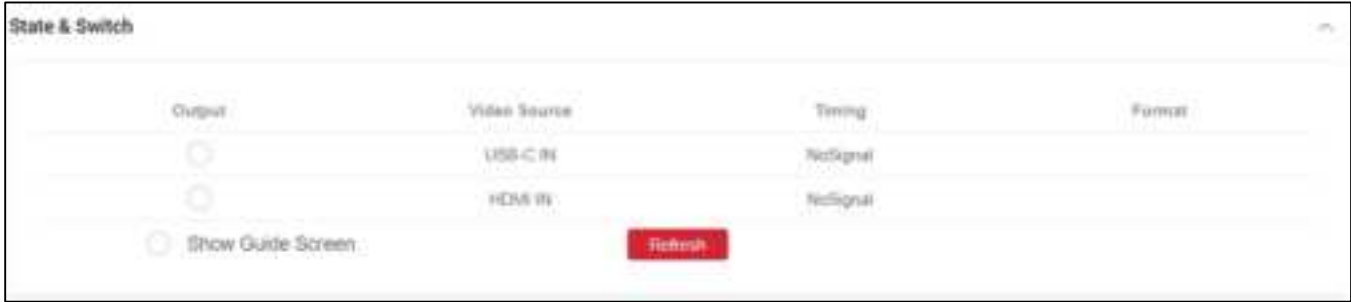 State & Switch
Output Video Source Timing Format
USB-C IN NoSignal
HDMI IN NoSignal
Show Guide Screen Refresh